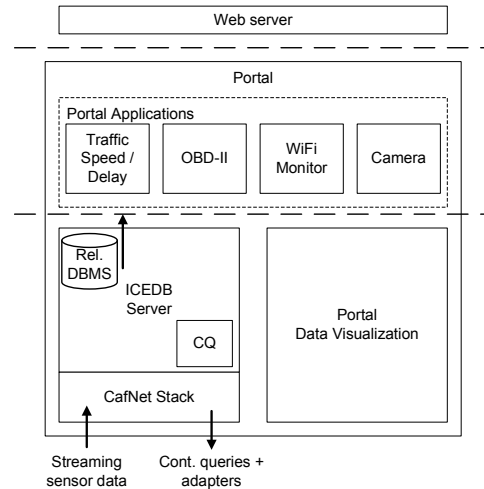 Web server
Portal
Portal Applications
Traffic
Speed /
Delay
OBD-II
WiFi
Monitor
Camera
Rel.
DBMS
ICEDB
Server
CQ
CafNet Stack
Portal
Data Visualization
Streaming
sensor data
Cont. queries +
adapters